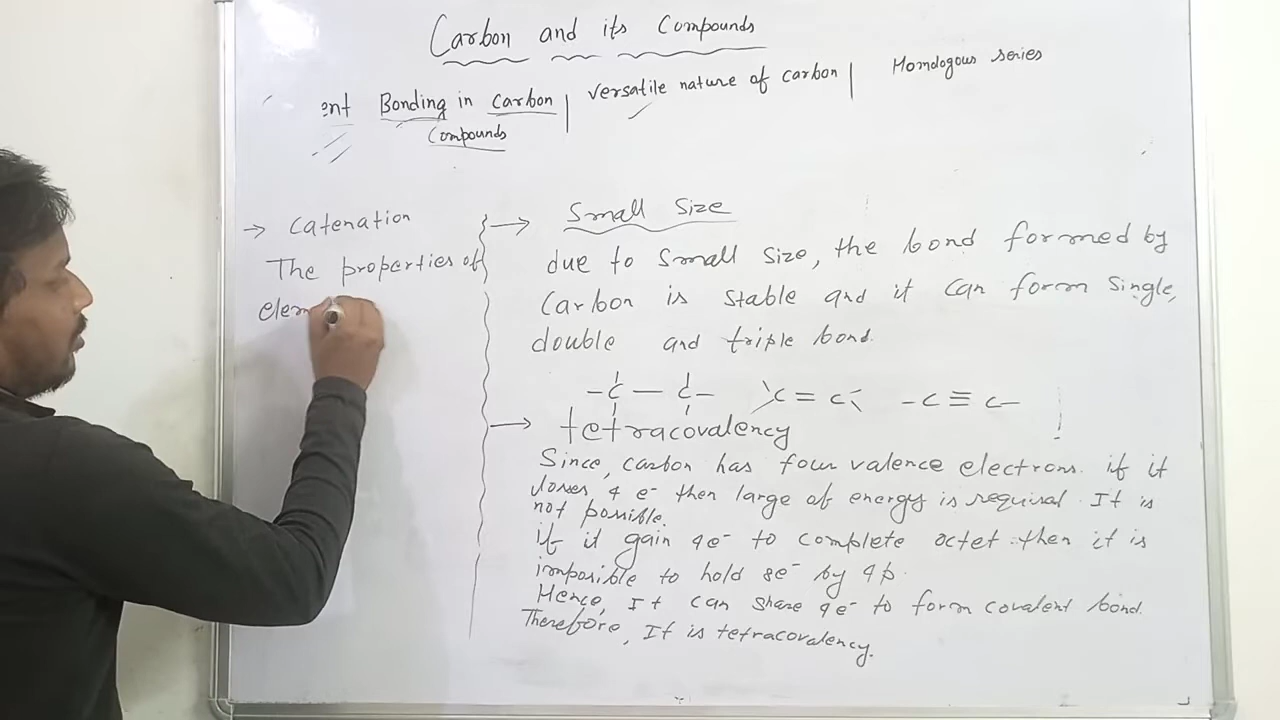 Carbon and its Compounds
ent Bonding in Carbon | versatile nature of carbon | Homologous series
Compounds
→ Catenation
The properties of
elem
→ Small Size
due to small size, the bond formed by
Carbon is stable and it can form single,
double and triple bond.
-C-C- >C=C< -C≡C-
→ tetracovalency
Since, carbon has four valence electrons. if it
loses 4 e- then large of energy is required. It is
not possible.
if it gain 4e- to complete octet then it is
impossible to hold 8e- by 4p.
Hence, It can share 4e- to form covalent bond.
Therefore, It is tetracovalency.